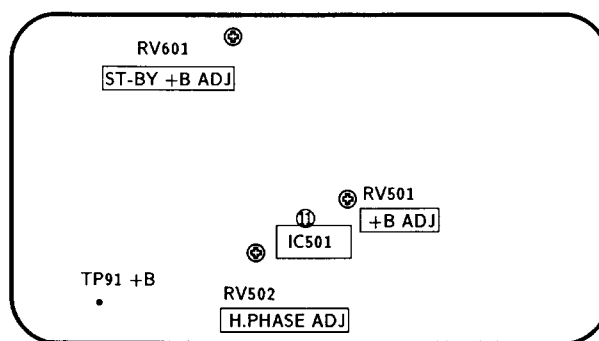 RV601
ST-BY +B ADJ
RV501
+B ADJ
11
IC501
TP91 +B
RV502
H.PHASE ADJ